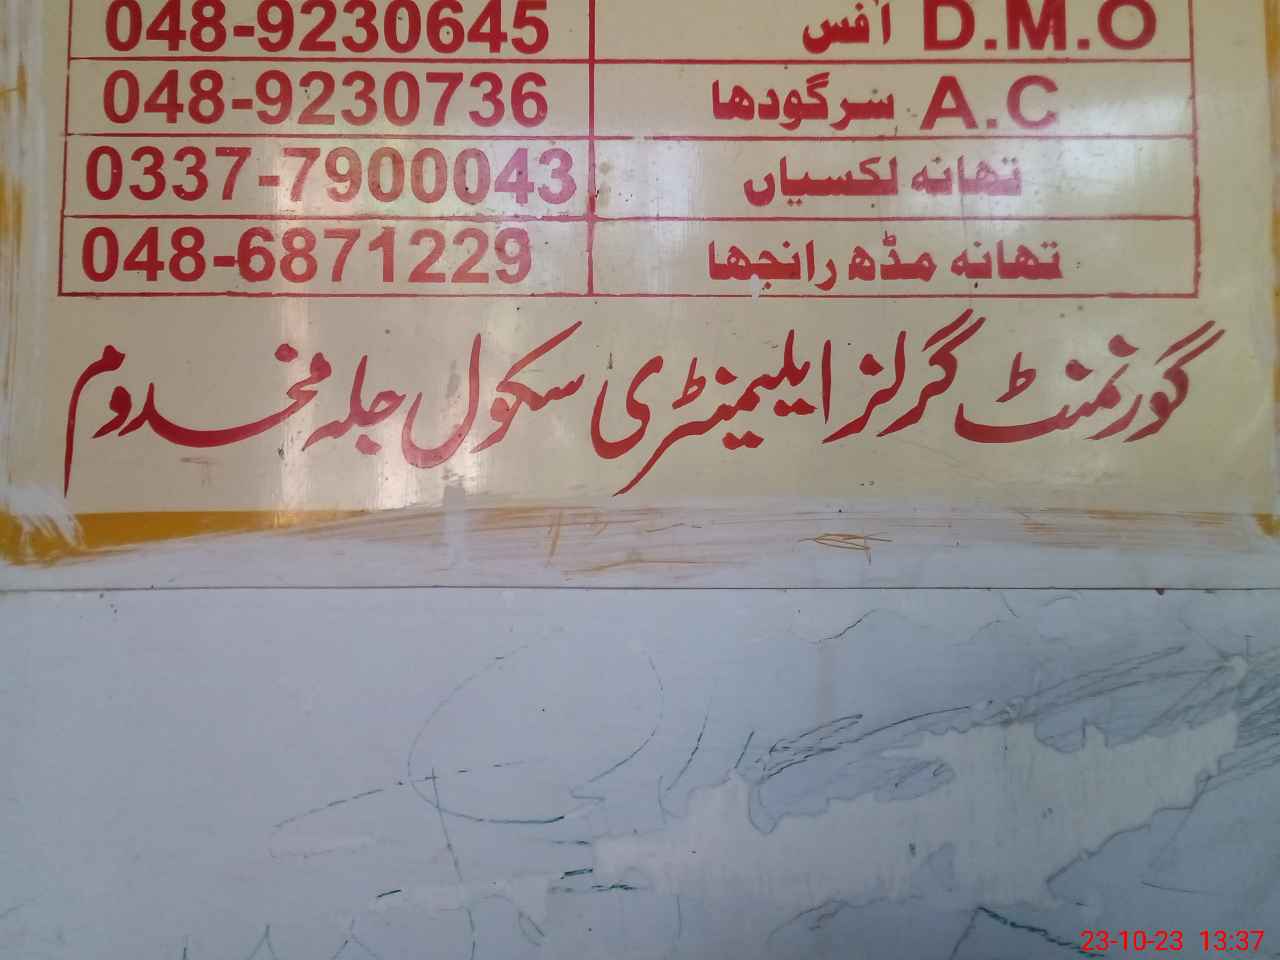 D.M.O آفس 048-9230645
A.C سرگودھا 048-9230736
تھانہ لکسیاں 0337-7900043
تھانہ مڈھ رانجھا 048-6871229
گورنمنٹ گرلز ایلیمنٹری سکول جلہ مخدوم
23-10-23 13:37